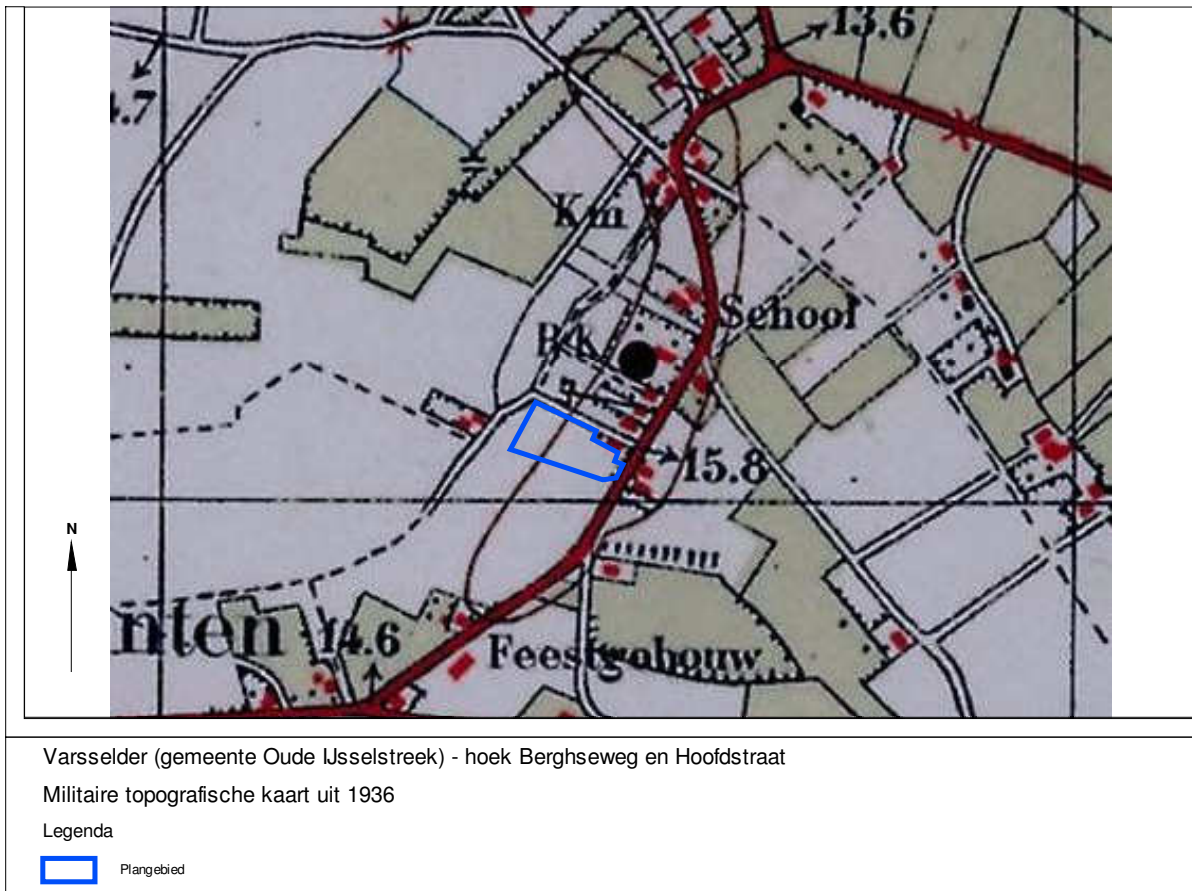 13.6
4.7
Km
School
R.k.
15.8
N
nten
14.6
Feestgebouw
Varsselder (gemeente Oude IJsselstreek) - hoek Berghseweg en Hoofdstraat
Militaire topografische kaart uit 1936
Legenda
Plangebied